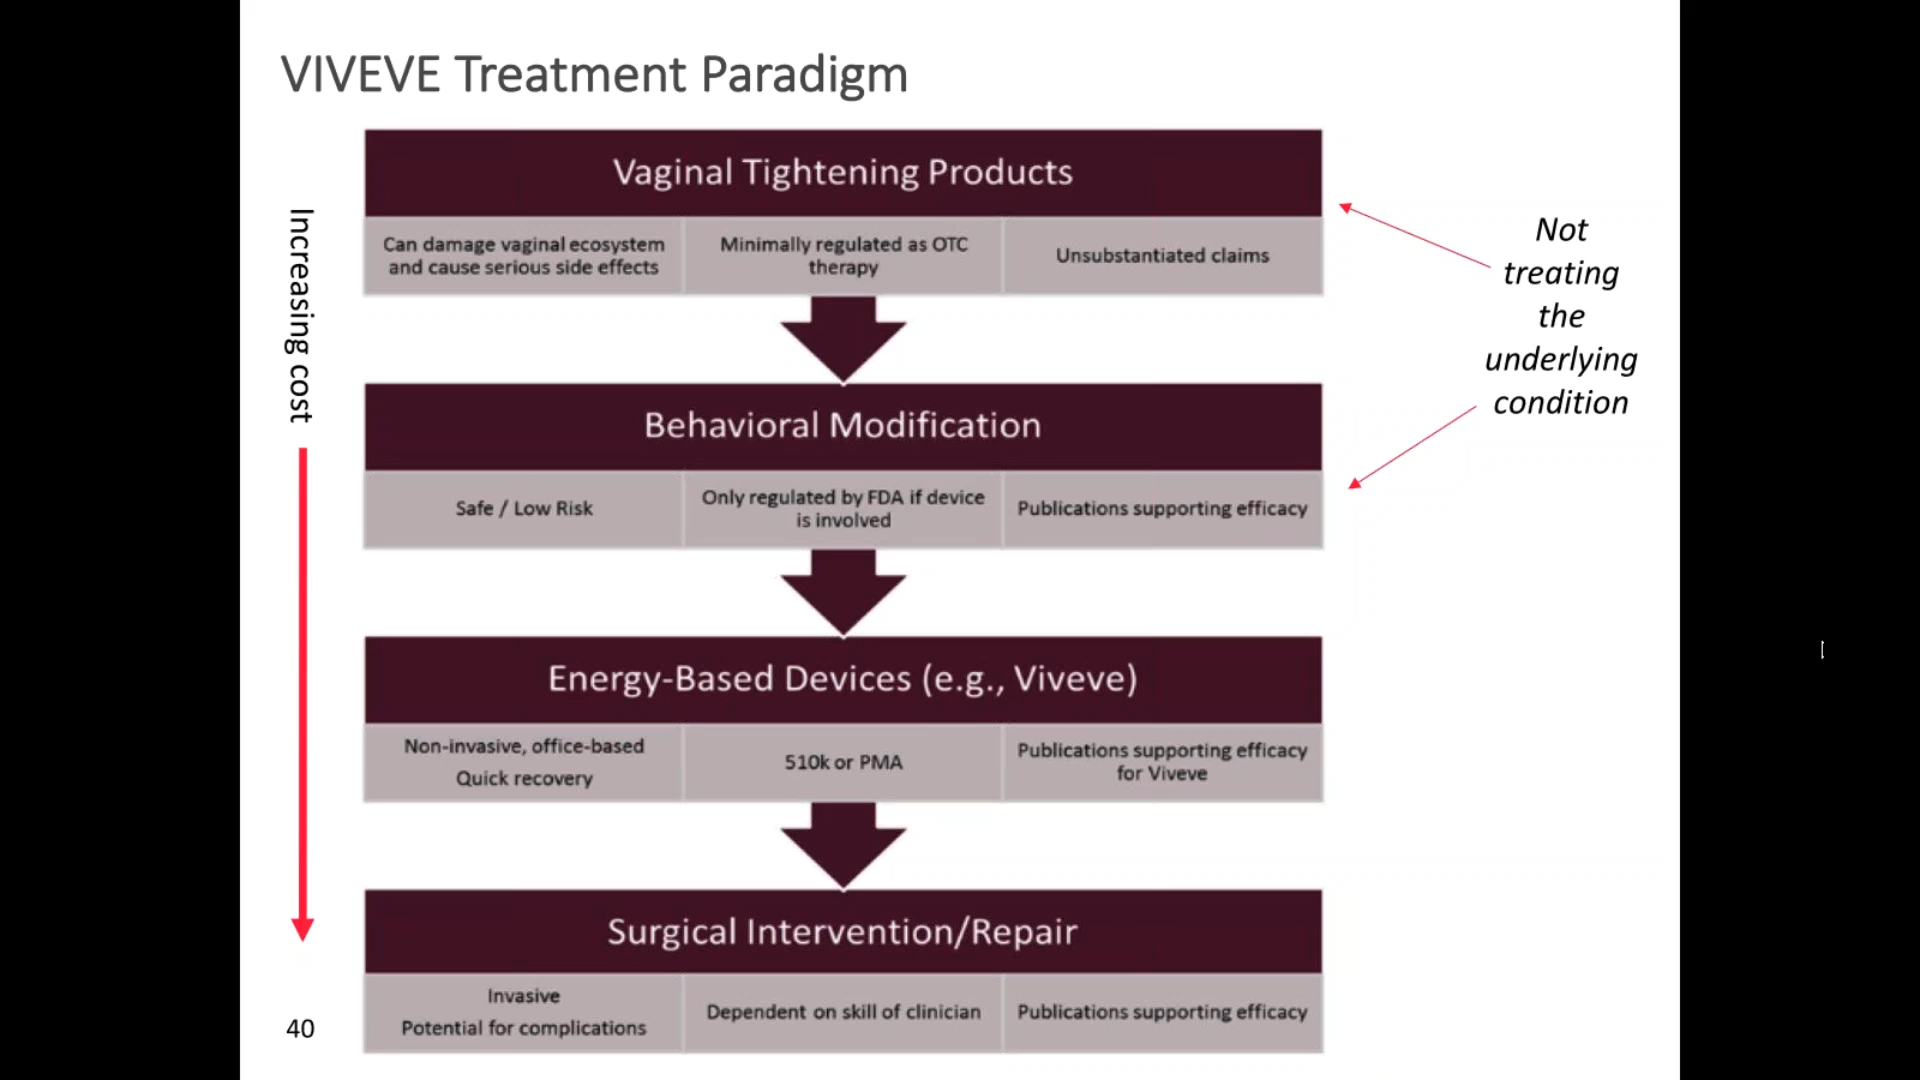 VIVEVE Treatment Paradigm
Increasing cost
Vaginal Tightening Products
Can damage vaginal ecosystem
and cause serious side effects
Minimally regulated as OTC
therapy
Unsubstantiated claims
Not
treating
the
underlying
condition
Behavioral Modification
Safe / Low Risk
Only regulated by FDA if device
is involved
Publications supporting efficacy
Energy-Based Devices (e.g., Viveve)
Non-invasive, office-based
Quick recovery
510k or PMA
Publications supporting efficacy
for Viveve
Surgical Intervention/Repair
Invasive
Potential for complications
Dependent on skill of clinician
Publications supporting efficacy
40